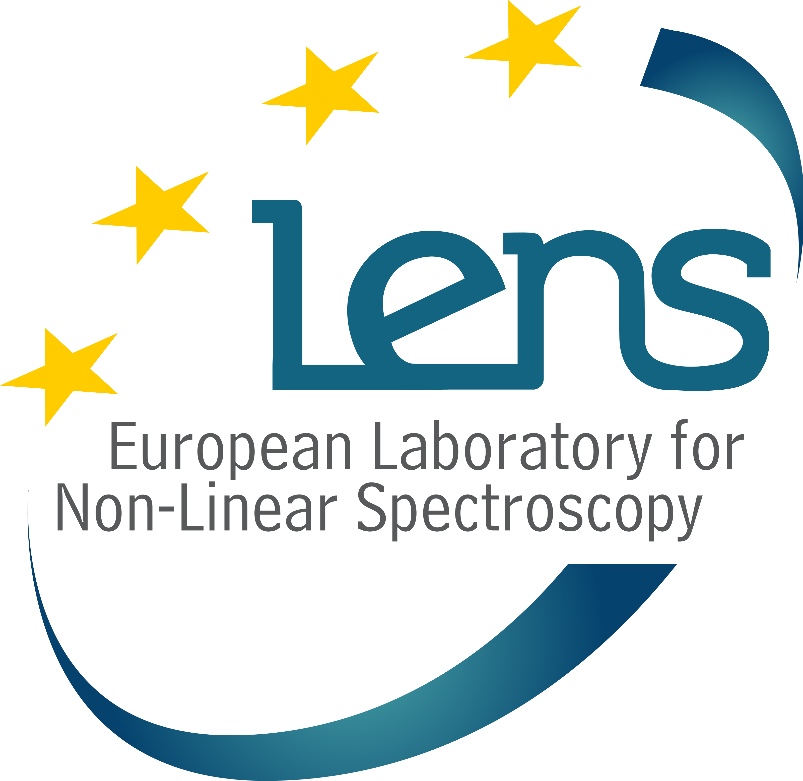 Lens
European Laboratory for
Non-Linear Spectroscopy